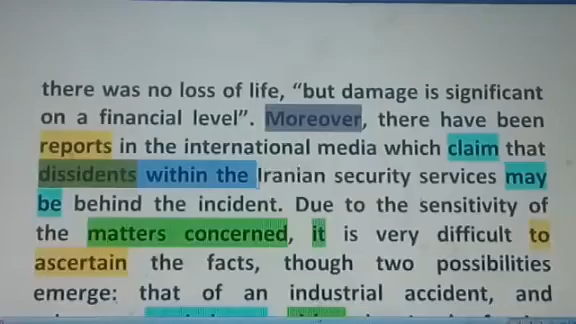 there was no loss of life, “but damage is significant
on a financial level”. Moreover, there have been
reports in the international media which claim that
dissidents within the Iranian security services may
be behind the incident. Due to the sensitivity of
the matters concerned, it is very difficult to
ascertain the facts, though two possibilities
emerge: that of an industrial accident, and